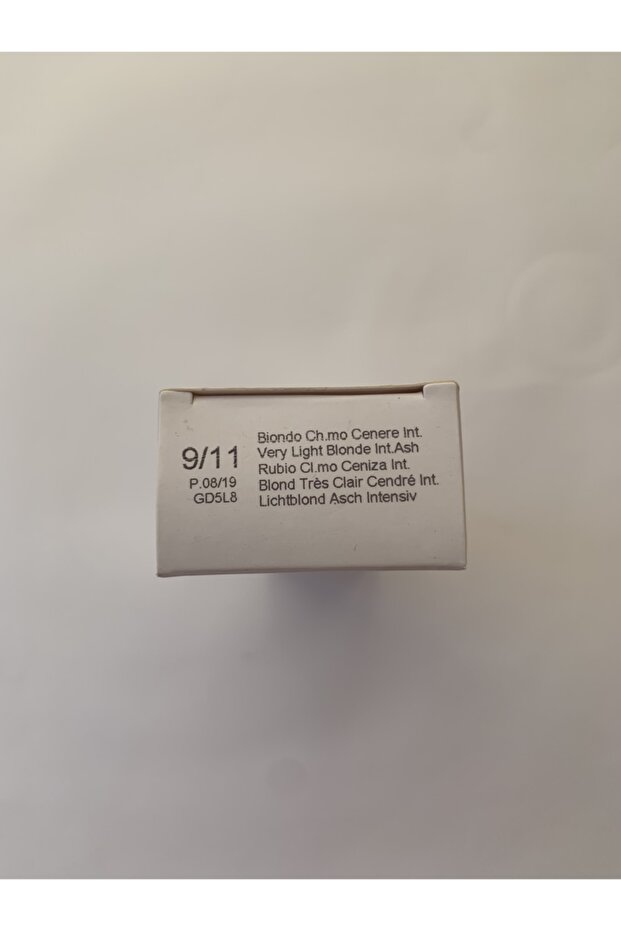 9/11
P.08/19
GD5L8
Biondo Ch.mo Cenere Int.
Very Light Blonde Int.Ash
Rubio Cl.mo Ceniza Int.
Blond Très Clair Cendré Int.
Lichtblond Asch Intensiv